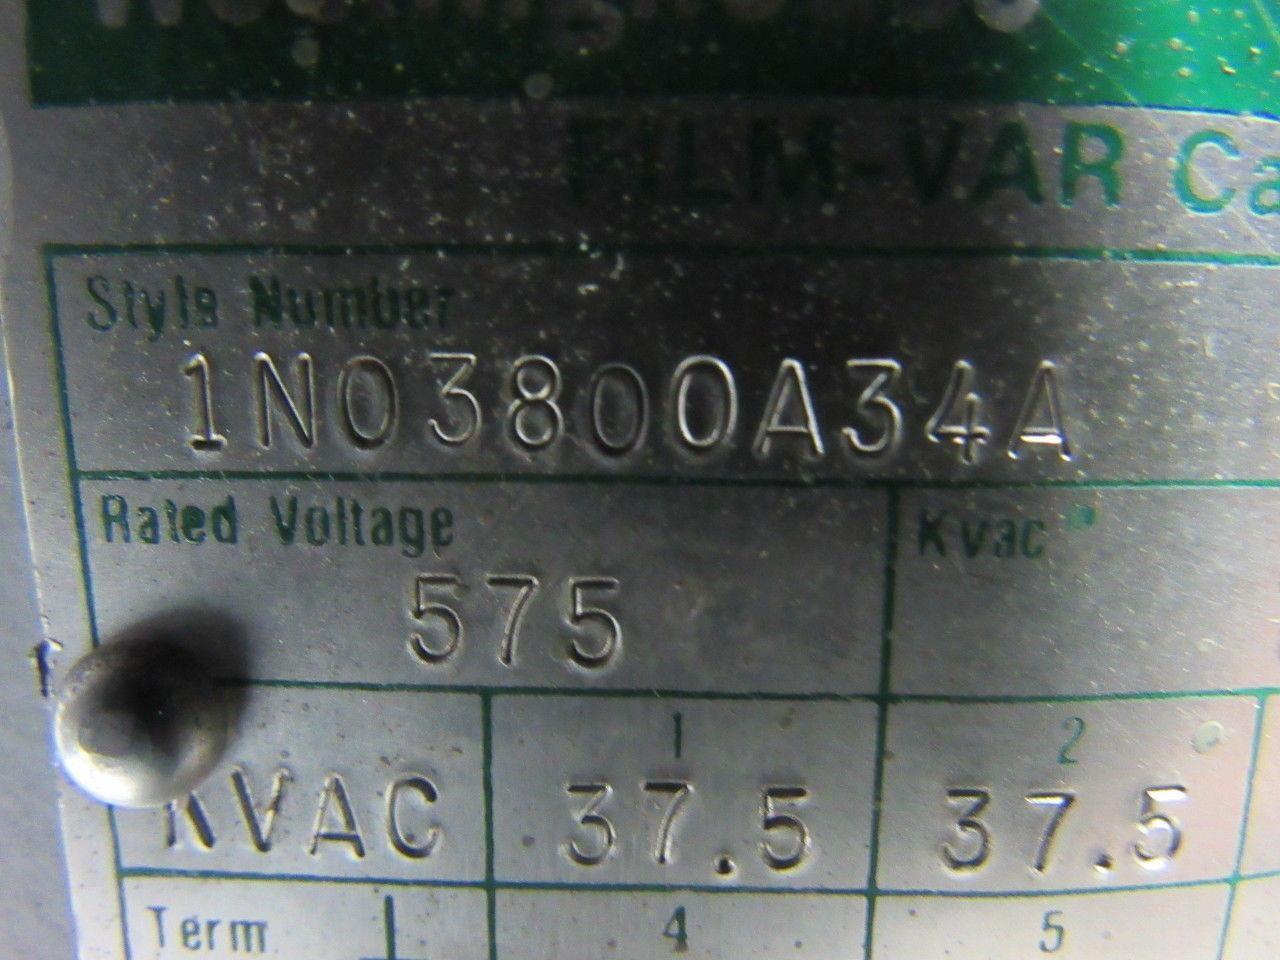 FILM-VAR Ca
Style Number
1N03800A34A
Rated Voltage
Kvac
575
1
2
KVAC
37.5
37.5
Term
4
5